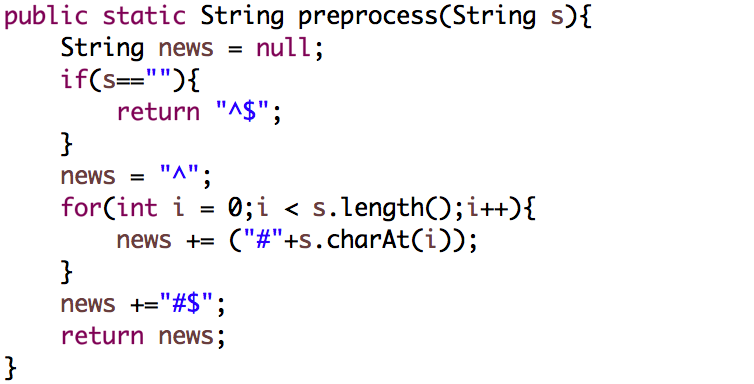 public static String preprocess(String s){
    String news = null;
    if(s==""){
        return "^$";
    }
    news = "^";
    for(int i = 0;i < s.length();i++){
        news += ("#"+s.charAt(i));
    }
    news +="#$";
    return news;
}